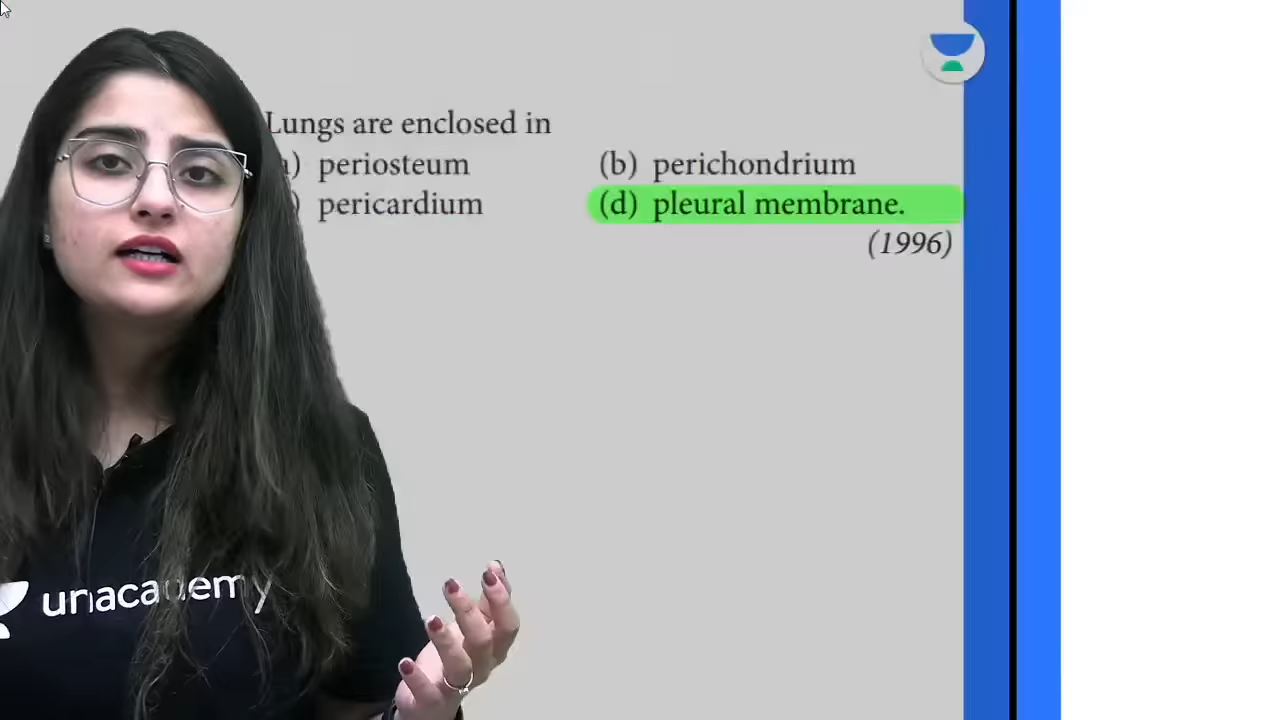 Lungs are enclosed in
a) periosteum (b) perichondrium
) pericardium (d) pleural membrane.
(1996)
unacademy